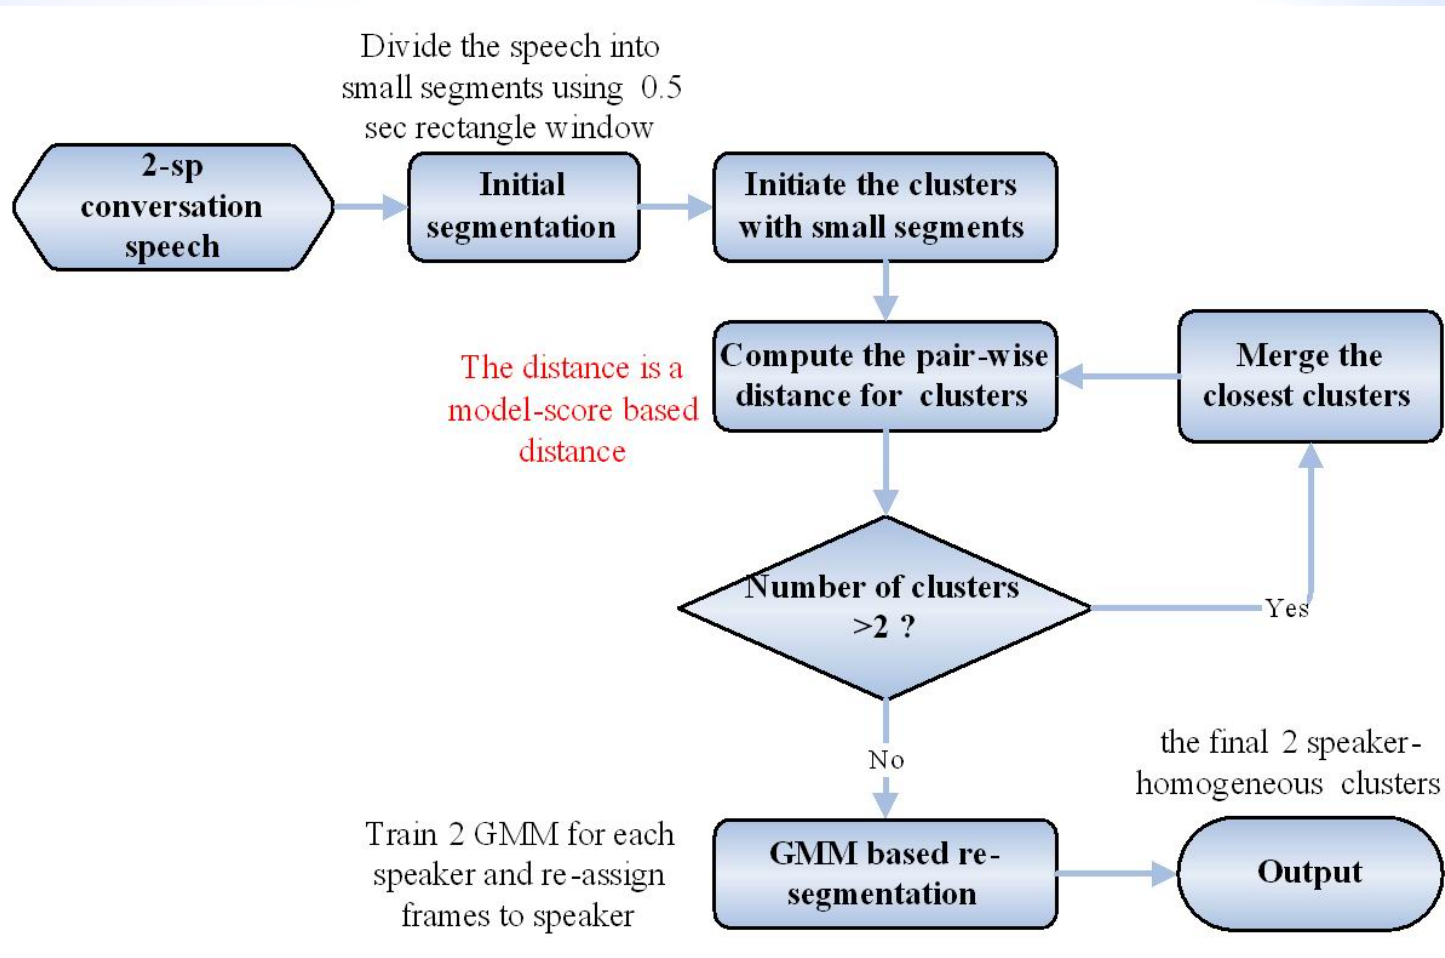 Divide the speech into
small segments using 0.5
sec rectangle window
2-sp
conversation
speech
Initial
segmentation
Initiate the clusters
with small segments
The distance is a
model-score based
distance
Compute the pair-wise
distance for clusters
Merge the
closest clusters
Number of clusters
>2 ?
Yes
No
Train 2 GMM for each
speaker and re-assign
frames to speaker
GMM based re-
segmentation
the final 2 speaker-
homogeneous clusters
Output